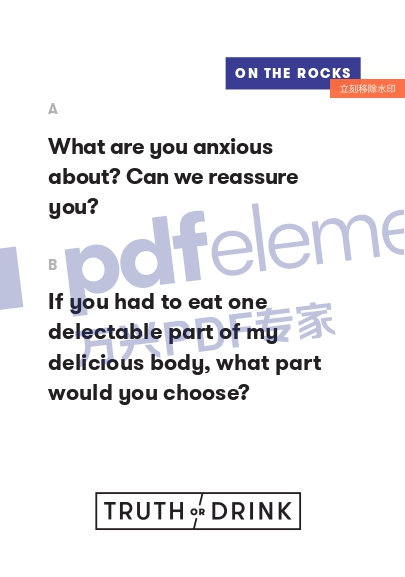 ON THE ROCKS
立刻移除水印
A
What are you anxious
about? Can we reassure
you?
pdfeleme
B
If you had to eat one
delectable part of my
delicious body, what part
would you choose?
万兴PDF专家
TRUTH OR DRINK